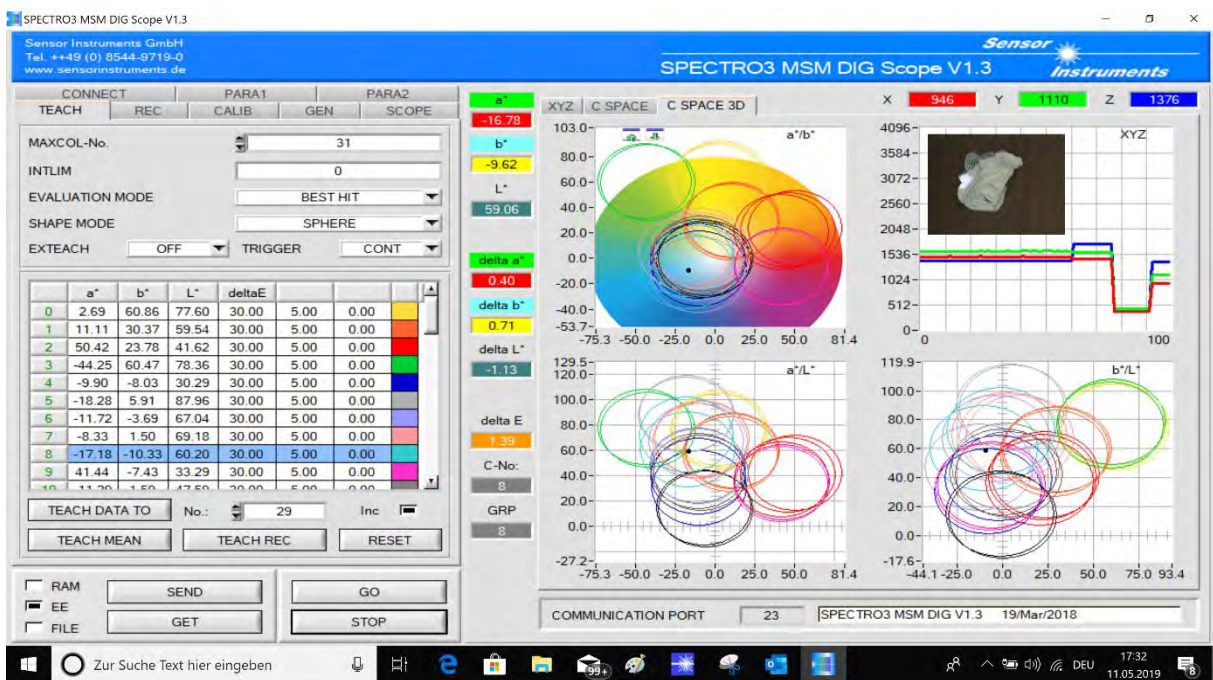 SPECTRO3 MSM DIG Scope V1.3
Sensor Instruments GmbH
Tel. ++49 (0) 8544-9719-0
www.sensorinstruments.de
Sensor
Instruments
SPECTRO3 MSM DIG Scope V1.3
CONNECT PARA1 PARA2
TEACH REC CALIB GEN SCOPE
MAXCOL-No. 31
INTLIM 0
EVALUATION MODE BEST HIT
SHAPE MODE SPHERE
EXTEACH OFF TRIGGER CONT
a* b* L* deltaE
0 2.69 60.86 77.60 30.00 5.00 0.00
1 11.11 30.37 59.54 30.00 5.00 0.00
2 50.42 23.78 41.62 30.00 5.00 0.00
3 -44.25 60.47 78.36 30.00 5.00 0.00
4 -9.90 -8.03 30.29 30.00 5.00 0.00
5 -18.28 5.91 87.96 30.00 5.00 0.00
6 -11.72 -3.69 67.04 30.00 5.00 0.00
7 -8.33 1.50 69.18 30.00 5.00 0.00
8 -17.18 -10.33 60.20 30.00 5.00 0.00
9 41.44 -7.43 33.29 30.00 5.00 0.00
TEACH DATA TO No.: 29 Inc
TEACH MEAN TEACH REC RESET
RAM
EE
FILE
SEND
GET
GO
STOP
a*
-16.78
b*
-9.62
L*
59.06
delta a*
0.40
delta b*
0.71
delta L*
-1.13
delta E
1.39
C-No:
8
GRP
8
XYZ C SPACE C SPACE 3D
X 946 Y 1110 Z 1376
a*/b*
103.0
80.0
60.0
40.0
20.0
0.0
-20.0
-40.0
-53.7
-75.3 -50.0 -25.0 0.0 25.0 50.0 81.4
XYZ
4096
3584
3072
2560
2048
1536
1024
512
0
0 100
a*/L*
129.5
120.0
100.0
80.0
60.0
40.0
20.0
0.0
-27.2
-75.3 -50.0 -25.0 0.0 25.0 50.0 81.4
b*/L*
119.9
100.0
80.0
60.0
40.0
20.0
0.0
-17.6
-44.1 -25.0 0.0 25.0 50.0 75.0 93.4
COMMUNICATION PORT 23 SPECTRO3 MSM DIG V1.3 19/Mar/2018
Zur Suche Text hier eingeben
99+
DEU
17:32
11.05.2019
8